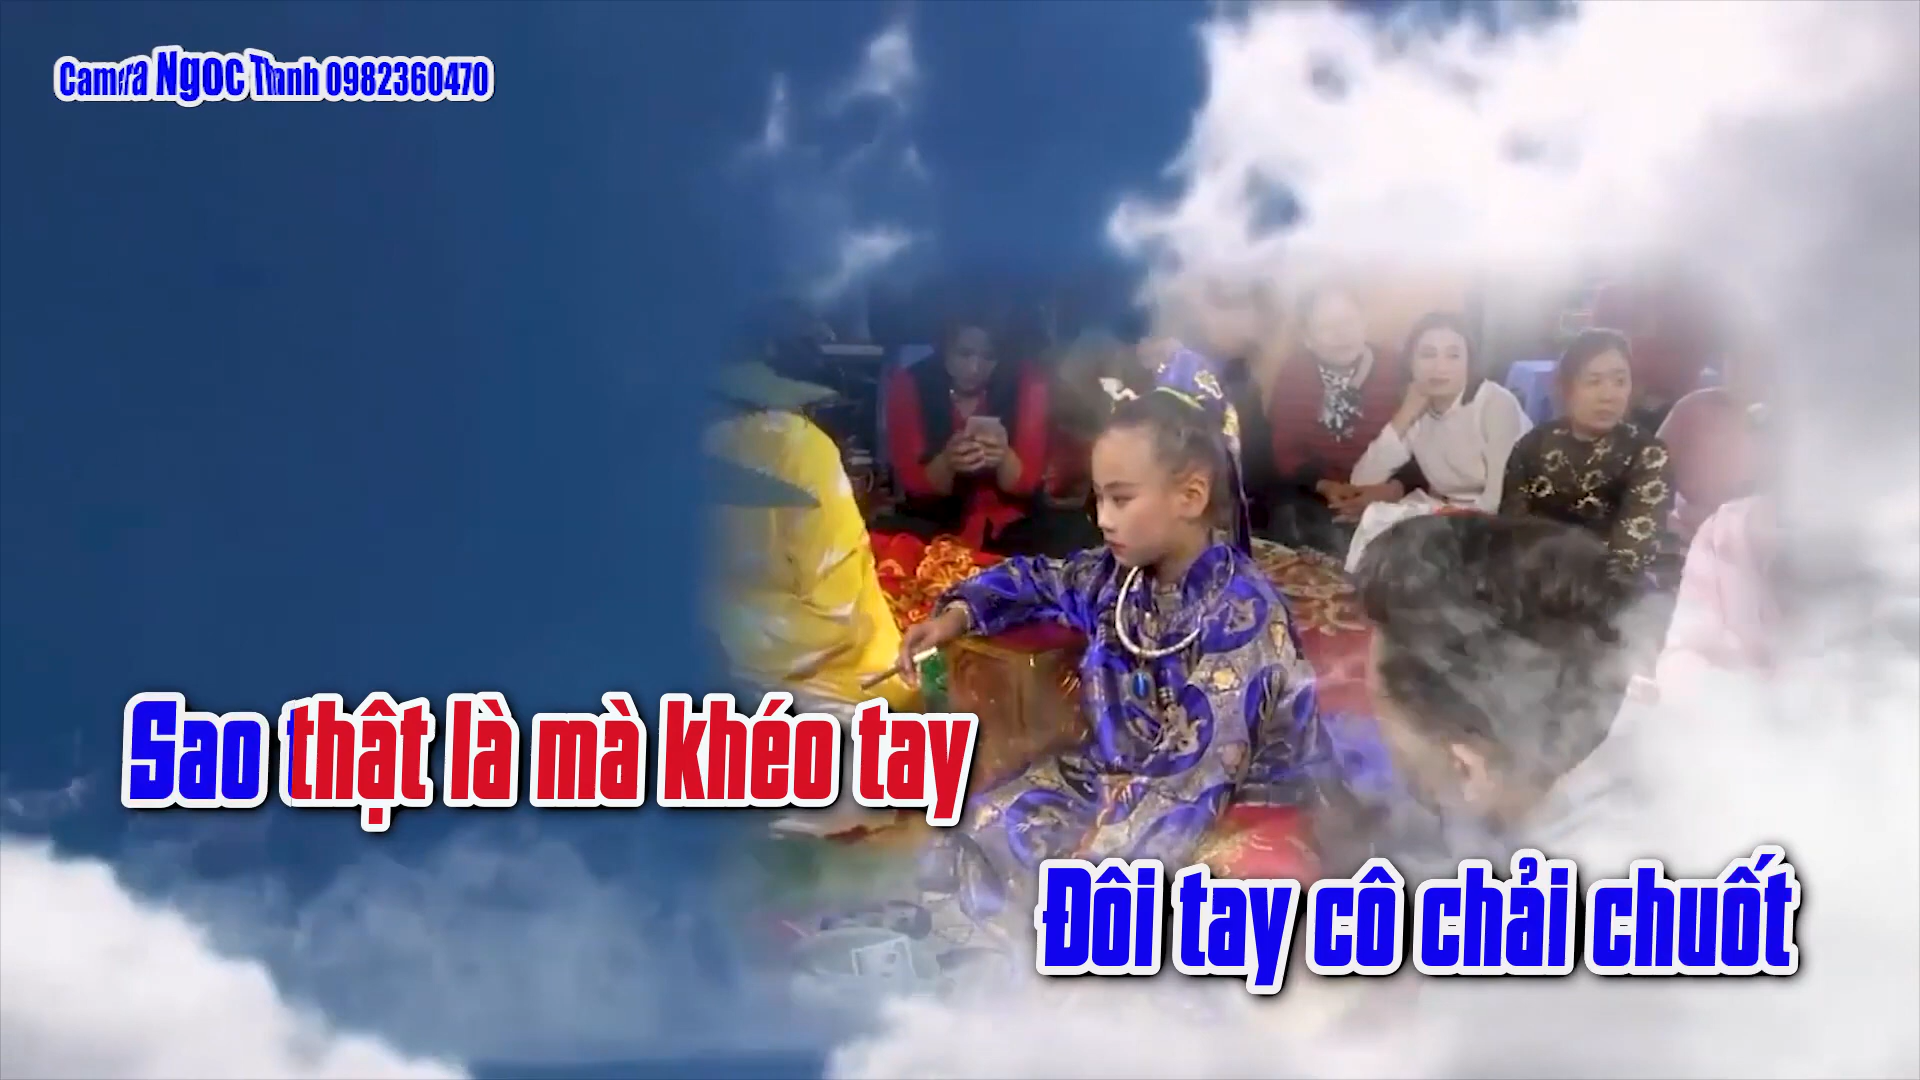 Camera Ngoc Thanh 0982360470
Sao thật là mà khéo tay
Đôi tay cô chải chuốt